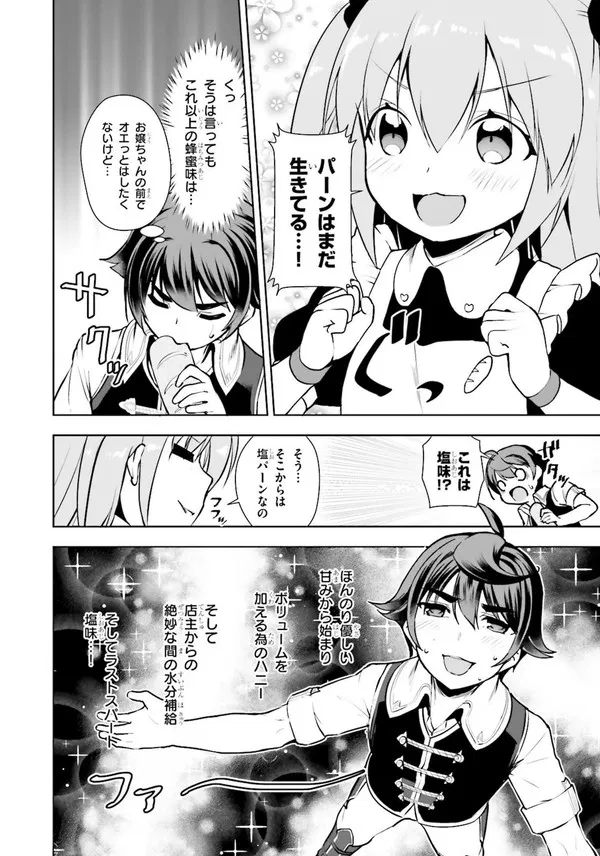 パーンはまだ
生きてる…！
ぐっ
くっ
そうは言っても
これ以上の蜂蜜味は…
お嬢ちゃんの前で
オエっとはしたく
ないけど…
サクッ
これは
塩味!?
そう…
そこからは
塩パーンなの
ほんのり優しい
甘みから始まり
ボリュームを
加える為のハニー
そして
店主からの
絶妙な間の水分補給
そしてラストスパート
塩味…！
ファ